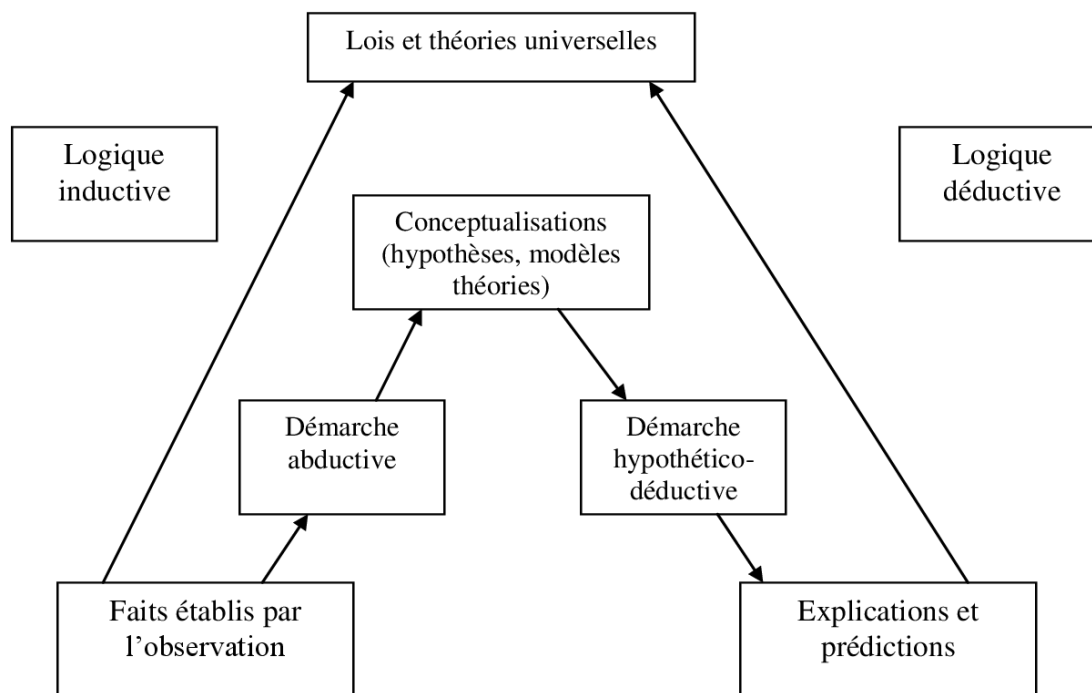 Lois et théories universelles
Logique
inductive
Logique
déductive
Conceptualisations
(hypothèses, modèles
théories)
Démarche
abductive
Démarche
hypothético-
déductive
Faits établis par
l’observation
Explications et
prédictions